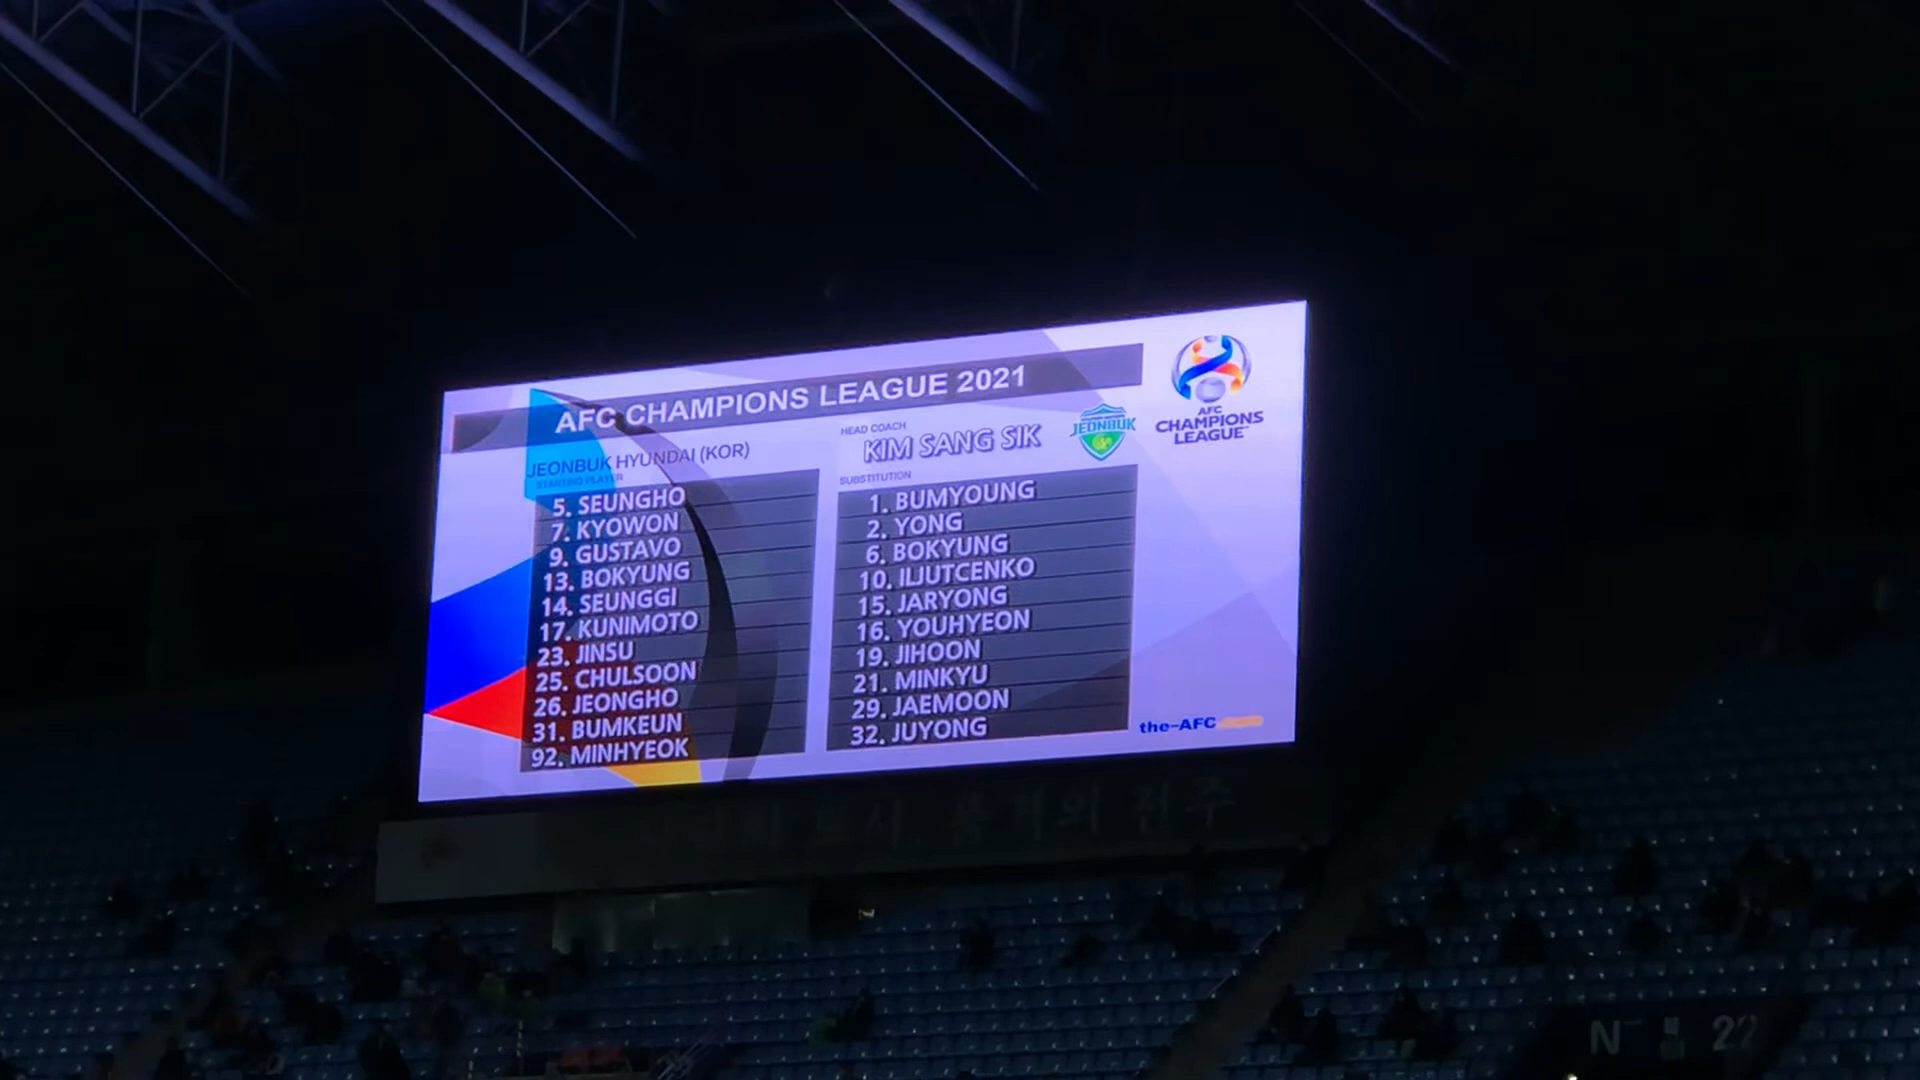 AFC CHAMPIONS LEAGUE 2021
JEONBUK HYUNDAI (KOR)
STARTING PLAYER
5. SEUNGHO
7. KYOWON
9. GUSTAVO
13. BOKYUNG
14. SEUNGGI
17. KUNIMOTO
23. JINSU
25. CHULSOON
26. JEONGHO
31. BUMKEUN
92. MINHYEOK
HEAD COACH
KIM SANG SIK
SUBSTITUTION
1. BUMYOUNG
2. YONG
6. BOKYUNG
10. ILJUTCENKO
15. JARYONG
16. YOUHYEON
19. JIHOON
21. MINKYU
29. JAEMOON
32. JUYONG
JEONBUK
AFC
CHAMPIONS
LEAGUE
the-AFC
전주
N 22